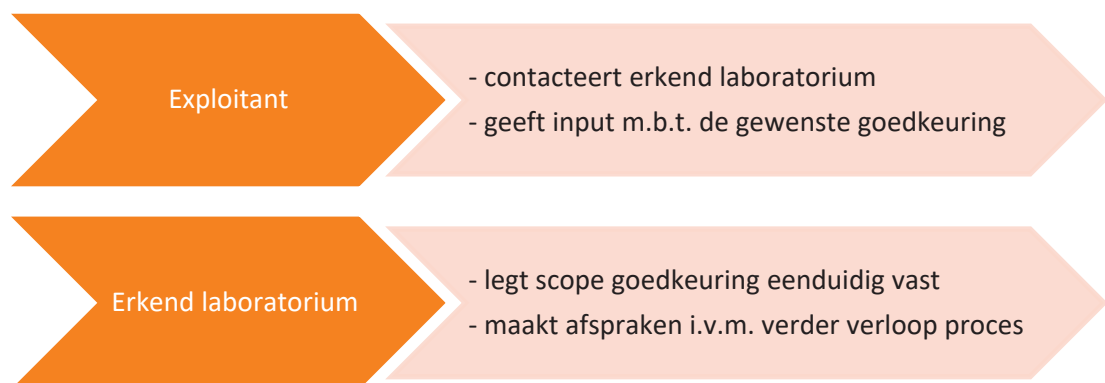 Exploitant
- contacteert erkend laboratorium
- geeft input m.b.t. de gewenste goedkeuring
Erkend laboratorium
- legt scope goedkeuring eenduidig vast
- maakt afspraken i.v.m. verder verloop proces